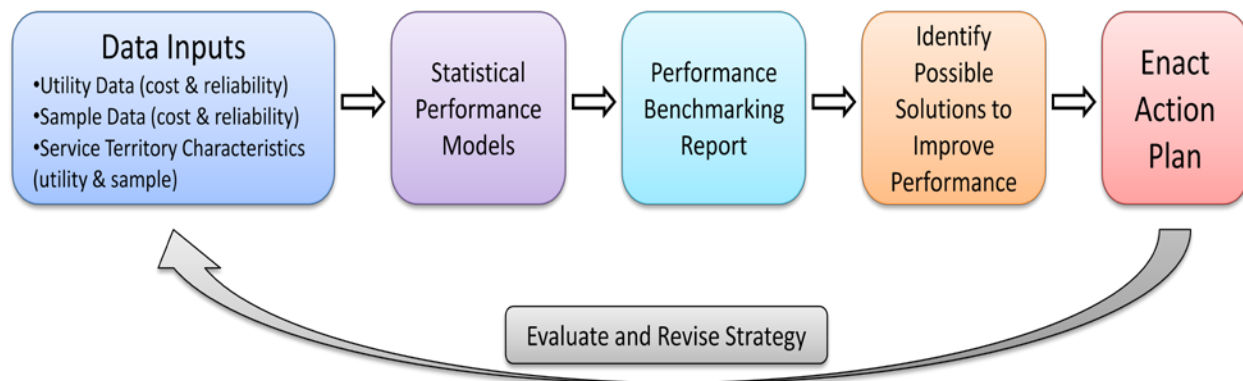 Data Inputs
•Utility Data (cost & reliability)
•Sample Data (cost & reliability)
•Service Territory Characteristics
(utility & sample)
Statistical
Performance
Models
Performance
Benchmarking
Report
Identify
Possible
Solutions to
Improve
Performance
Enact
Action
Plan
Evaluate and Revise Strategy